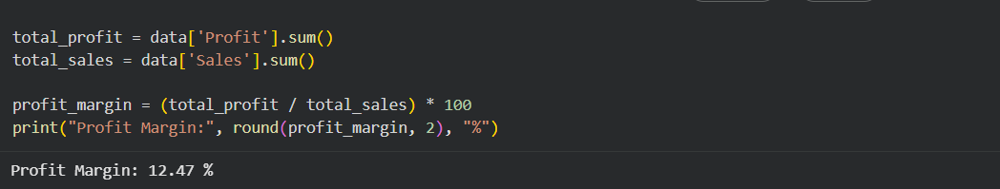 total_profit = data['Profit'].sum()
total_sales = data['Sales'].sum()
profit_margin = (total_profit / total_sales) * 100
print("Profit Margin:", round(profit_margin, 2), "%")
Profit Margin: 12.47 %